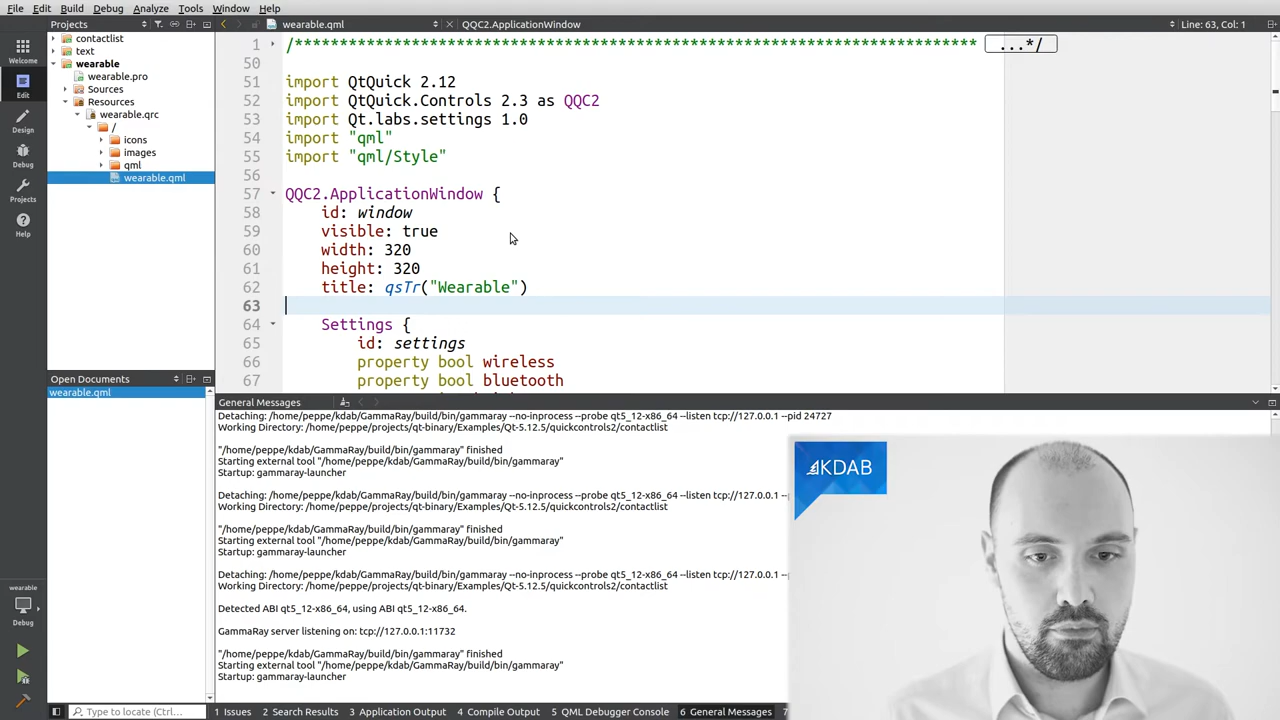 File Edit Build Debug Analyze Tools Window Help
Projects
wearable.qml
QQC2.ApplicationWindow
Line: 63, Col: 1
Welcome
Edit
Design
Debug
Projects
Help
contactlist
text
wearable
wearable.pro
Sources
Resources
wearable.qrc
/
icons
images
qml
wearable.qml
Open Documents
wearable.qml
1 /**************************************************************************** ...*/
50
51 import QtQuick 2.12
52 import QtQuick.Controls 2.3 as QQC2
53 import Qt.labs.settings 1.0
54 import "qml"
55 import "qml/Style"
56
57 QQC2.ApplicationWindow {
58 id: window
59 visible: true
60 width: 320
61 height: 320
62 title: qsTr("Wearable")
63
64 Settings {
65 id: settings
66 property bool wireless
67 property bool bluetooth
General Messages
Detaching: /home/peppe/kdab/GammaRay/build/bin/gammaray --no-inprocess --probe qt5_12-x86_64 --listen tcp://127.0.0.1 --pid 24727
Working Directory: /home/peppe/projects/qt-binary/Examples/Qt-5.12.5/quickcontrols2/contactlist
"/home/peppe/kdab/GammaRay/build/bin/gammaray" finished
Starting external tool "/home/peppe/kdab/GammaRay/build/bin/gammaray"
Startup: gammaray-launcher
Detaching: /home/peppe/kdab/GammaRay/build/bin/gammaray --no-inprocess --probe qt5_12-x86_64 --listen tcp://127.0.0.1 --p
Working Directory: /home/peppe/projects/qt-binary/Examples/Qt-5.12.5/quickcontrols2/contactlist
"/home/peppe/kdab/GammaRay/build/bin/gammaray" finished
Starting external tool "/home/peppe/kdab/GammaRay/build/bin/gammaray"
Startup: gammaray-launcher
Detaching: /home/peppe/kdab/GammaRay/build/bin/gammaray --no-inprocess --probe qt5_12-x86_64 --listen tcp://127.0.0.1 --p
Working Directory: /home/peppe/projects/qt-binary/Examples/Qt-5.12.5/quickcontrols2/contactlist
Detected ABI qt5_12-x86_64, using ABI qt5_12-x86_64.
GammaRay server listening on: tcp://127.0.0.1:11732
"/home/peppe/kdab/GammaRay/build/bin/gammaray" finished
Starting external tool "/home/peppe/kdab/GammaRay/build/bin/gammaray"
Startup: gammaray-launcher
KDAB
wearable
Debug
Type to locate (Ctrl...
1 Issues 2 Search Results 3 Application Output 4 Compile Output 5 QML Debugger Console 6 General Messages 7